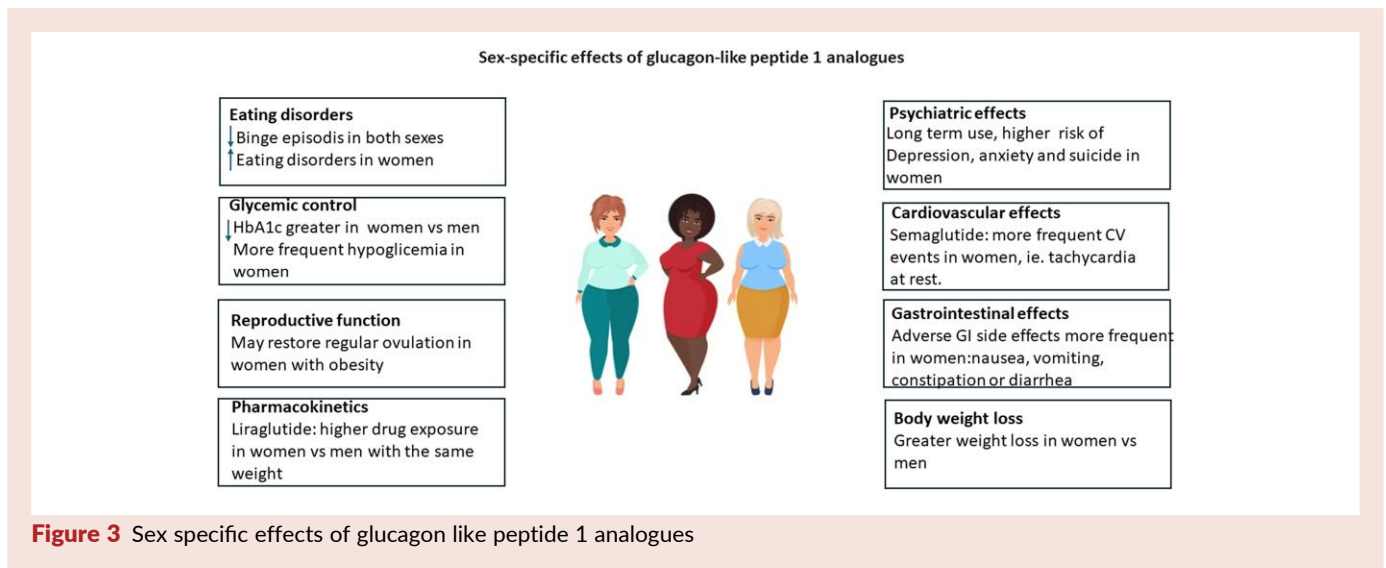 Sex-specific effects of glucagon-like peptide 1 analogues
Eating disorders
↓Binge episodis in both sexes
↑Eating disorders in women
Glycemic control
↓HbA1c greater in women vs men
More frequent hypoglicemia in
women
Reproductive function
May restore regular ovulation in
women with obesity
Pharmacokinetics
Liraglutide: higher drug exposure
in women vs men with the same
weight
Psychiatric effects
Long term use, higher risk of
Depression, anxiety and suicide in
women
Cardiovascular effects
Semaglutide: more frequent CV
events in women, ie. tachycardia
at rest.
Gastrointestinal effects
Adverse GI side effects more frequent
in women:nausea, vomiting,
constipation or diarrhea
Body weight loss
Greater weight loss in women vs
men
Figure 3 Sex specific effects of glucagon like peptide 1 analogues